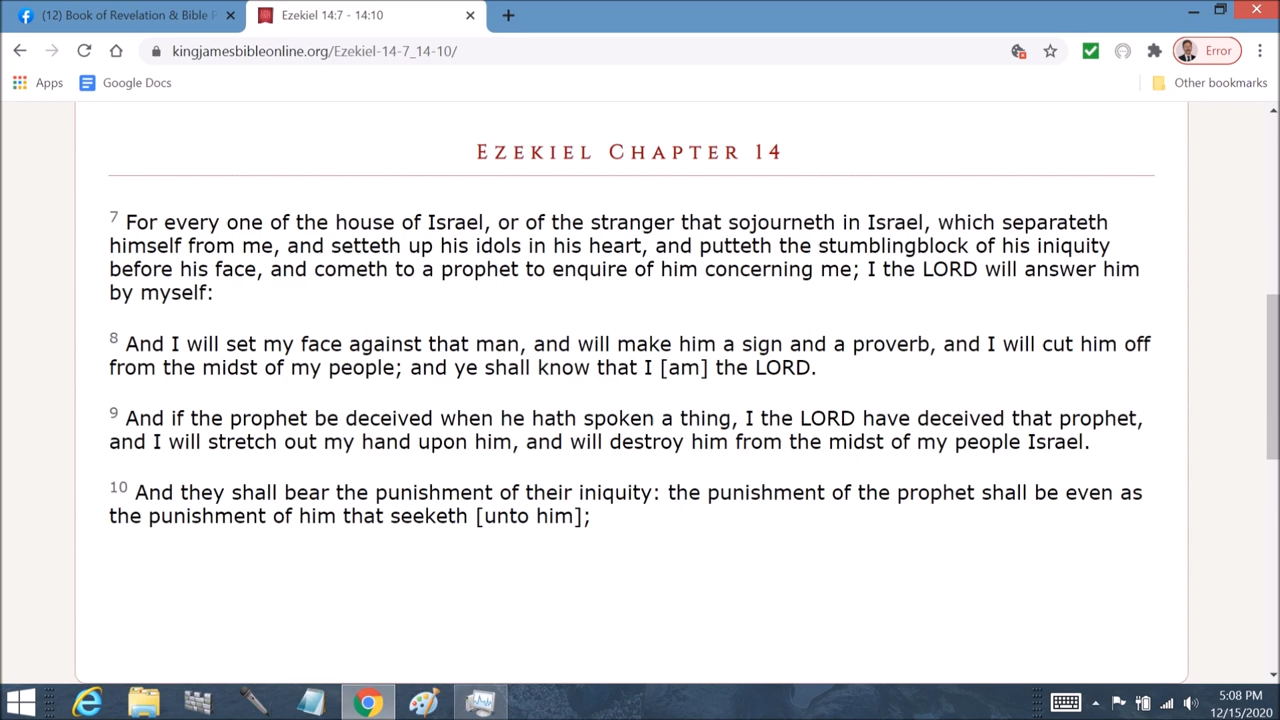 (12) Book of Revelation & Bible P
Ezekiel 14:7 - 14:10
kingjamesbibleonline.org/Ezekiel-14-7_14-10/
Error
Apps
Google Docs
Other bookmarks
EZEKIEL CHAPTER 14
7 For every one of the house of Israel, or of the stranger that sojourneth in Israel, which separateth
himself from me, and setteth up his idols in his heart, and putteth the stumblingblock of his iniquity
before his face, and cometh to a prophet to enquire of him concerning me; I the LORD will answer him
by myself:
8 And I will set my face against that man, and will make him a sign and a proverb, and I will cut him off
from the midst of my people; and ye shall know that I [am] the LORD.
9 And if the prophet be deceived when he hath spoken a thing, I the LORD have deceived that prophet,
and I will stretch out my hand upon him, and will destroy him from the midst of my people Israel.
10 And they shall bear the punishment of their iniquity: the punishment of the prophet shall be even as
the punishment of him that seeketh [unto him];
5:08 PM
12/15/2020